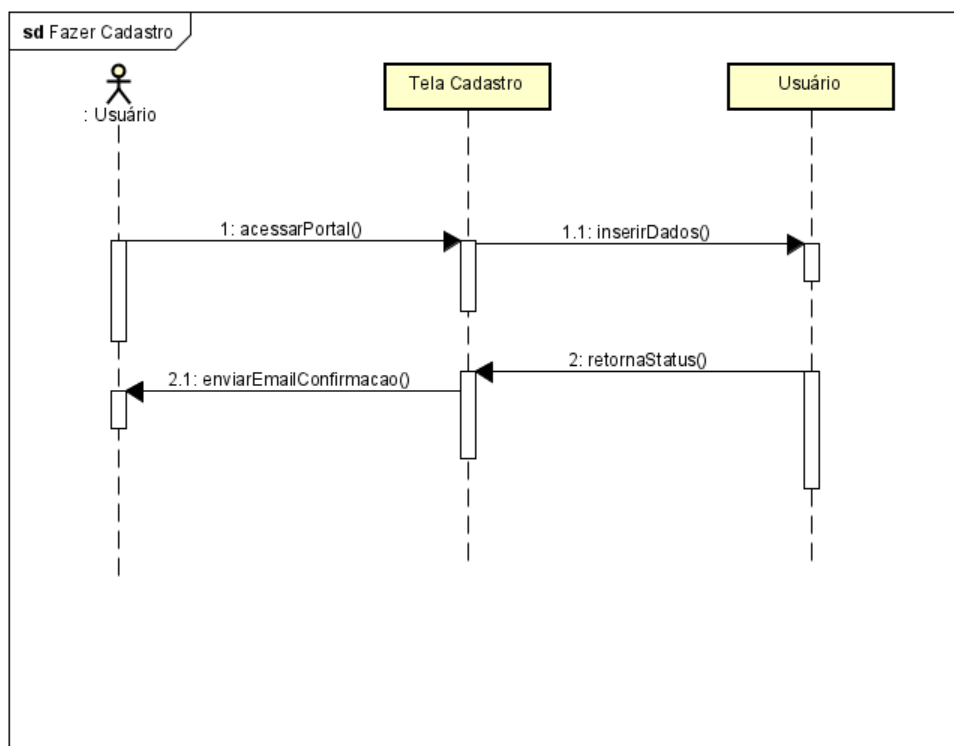 sd Fazer Cadastro
: Usuário
Tela Cadastro
Usuário
1: acessarPortal()
1.1: inserirDados()
2: retornaStatus()
2.1: enviarEmailConfirmacao()